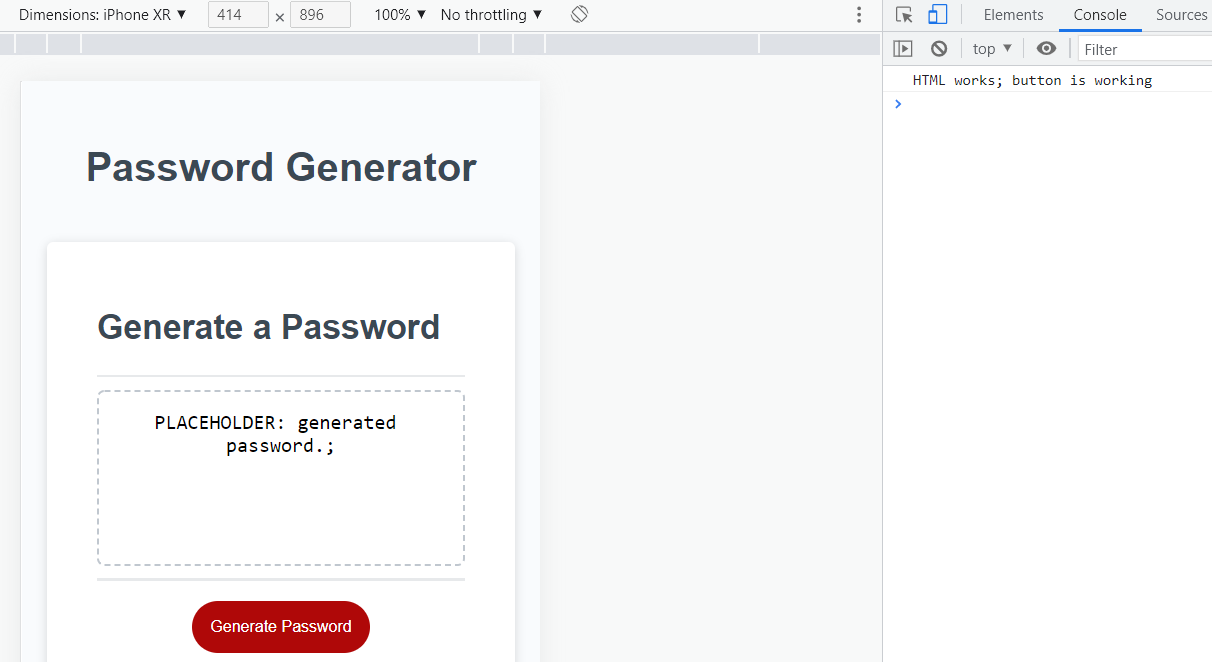 Dimensions: iPhone XR ▼ 414 × 896 100% ▼ No throttling ▼
Elements Console Sources
top ▼ Filter
HTML works; button is working
Password Generator
Generate a Password
PLACEHOLDER: generated
password.;
Generate Password